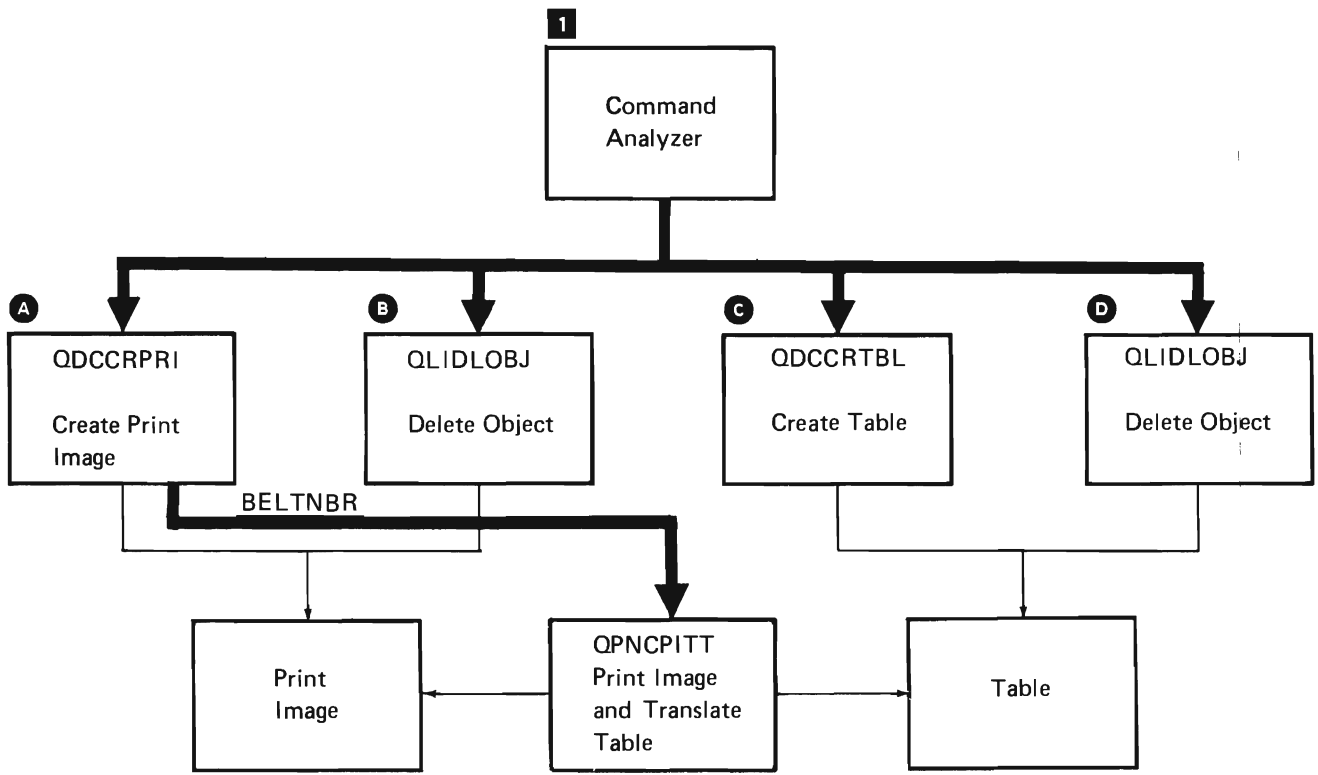 1
Command
Analyzer
A
B
C
D
QDCCRPRI
Create Print
Image
QLIDLOBJ
Delete Object
QDCCRTBL
Create Table
QLIDLOBJ
Delete Object
BELTNBR
Print
Image
QPNCPITT
Print Image
and Translate
Table
Table